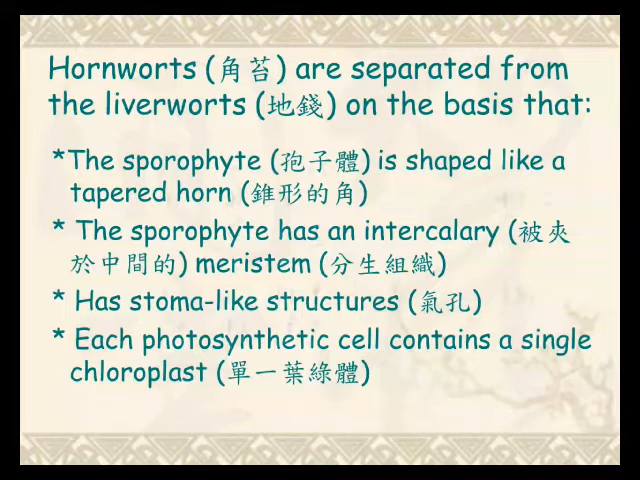 Hornworts (角苔) are separated from
the liverworts (地錢) on the basis that:
*The sporophyte (孢子體) is shaped like a
tapered horn (錐形的角)
* The sporophyte has an intercalary (被夾
於中間的) meristem (分生組織)
* Has stoma-like structures (氣孔)
* Each photosynthetic cell contains a single
chloroplast (單一葉綠體)